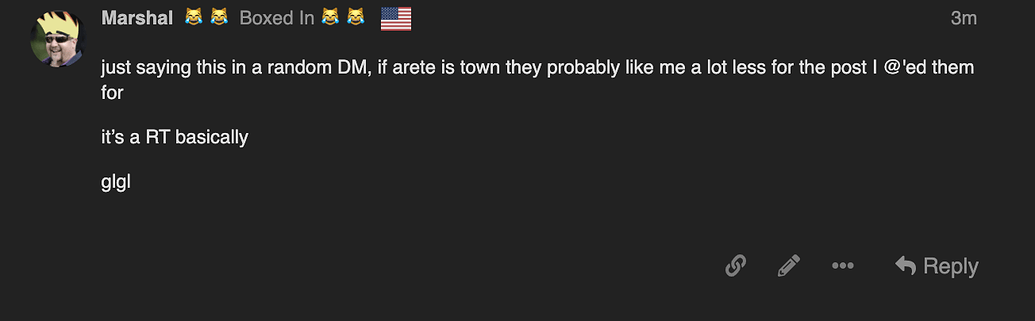 Marshal 😹 😹 Boxed In 😹 😹 🇺🇸 3m
just saying this in a random DM, if arete is town they probably like me a lot less for the post I @'ed them
for
it’s a RT basically
glgl
Reply